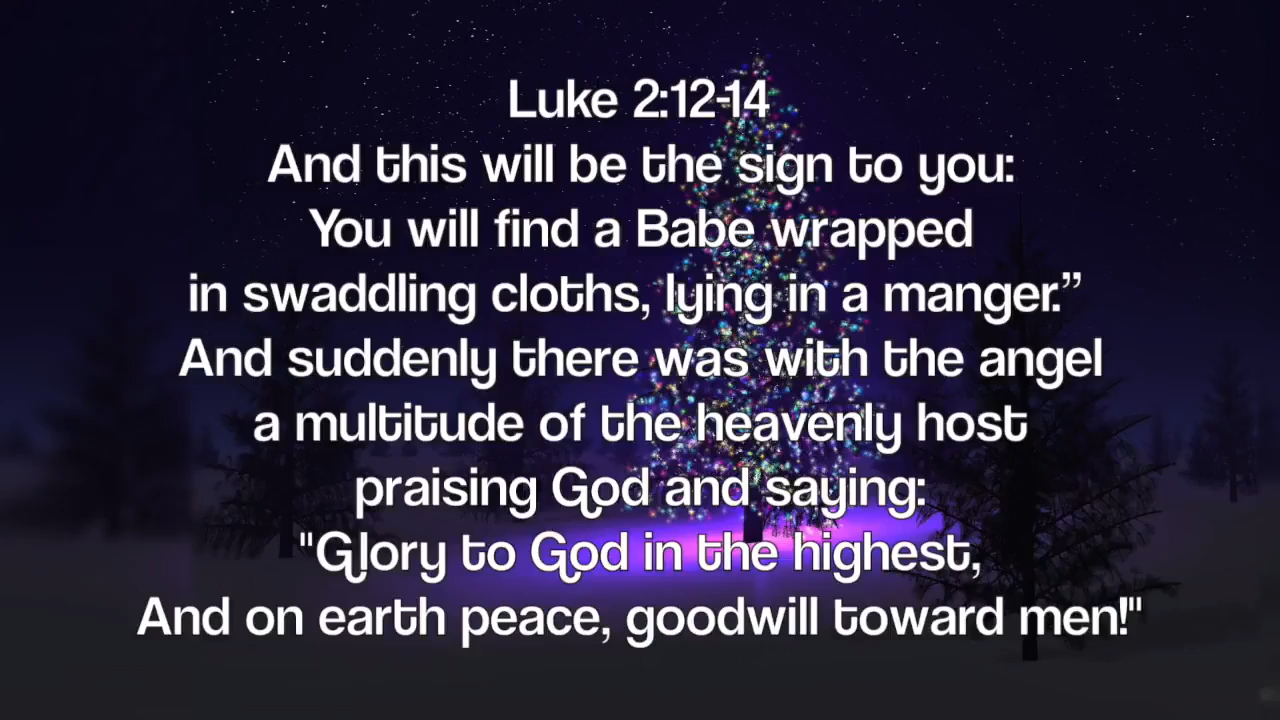 Luke 2:12-14
And this will be the sign to you:
You will find a Babe wrapped
in swaddling cloths, lying in a manger.”
And suddenly there was with the angel
a multitude of the heavenly host
praising God and saying:
"Glory to God in the highest,
And on earth peace, goodwill toward men!"